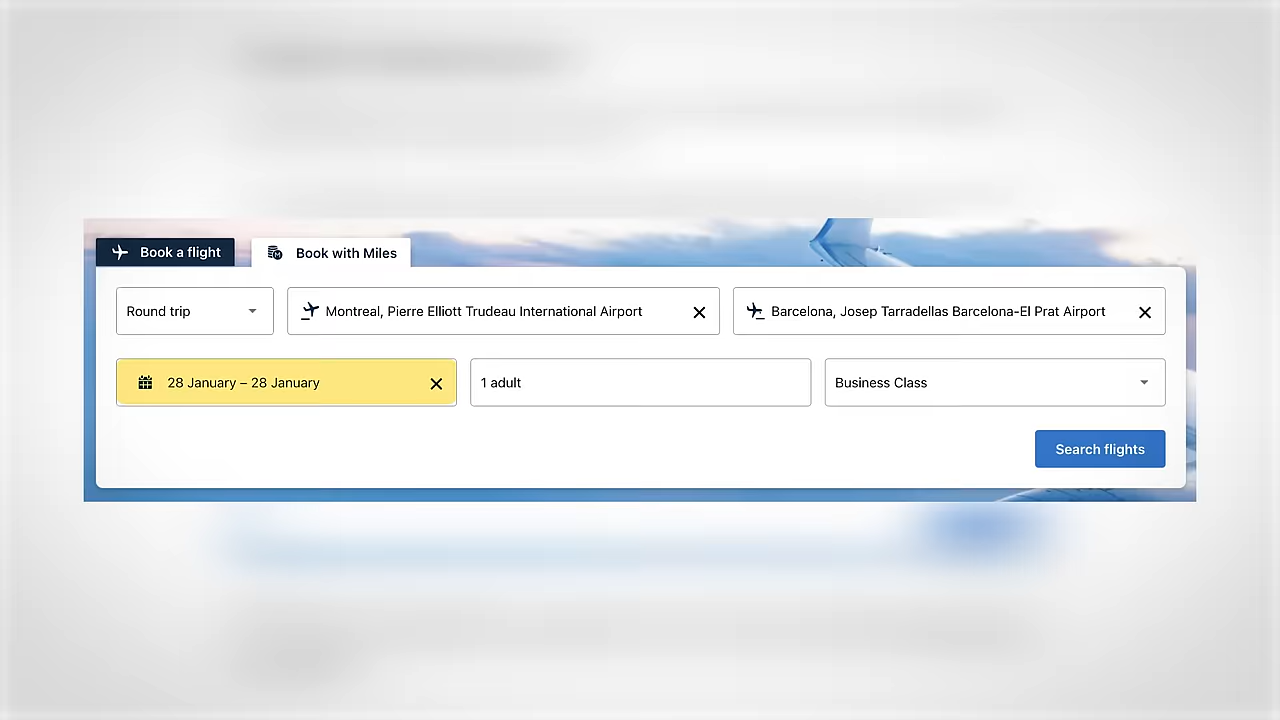 Book a flight
Book with Miles
Round trip
Montreal, Pierre Elliott Trudeau International Airport
Barcelona, Josep Tarradellas Barcelona-El Prat Airport
28 January – 28 January
1 adult
Business Class
Search flights